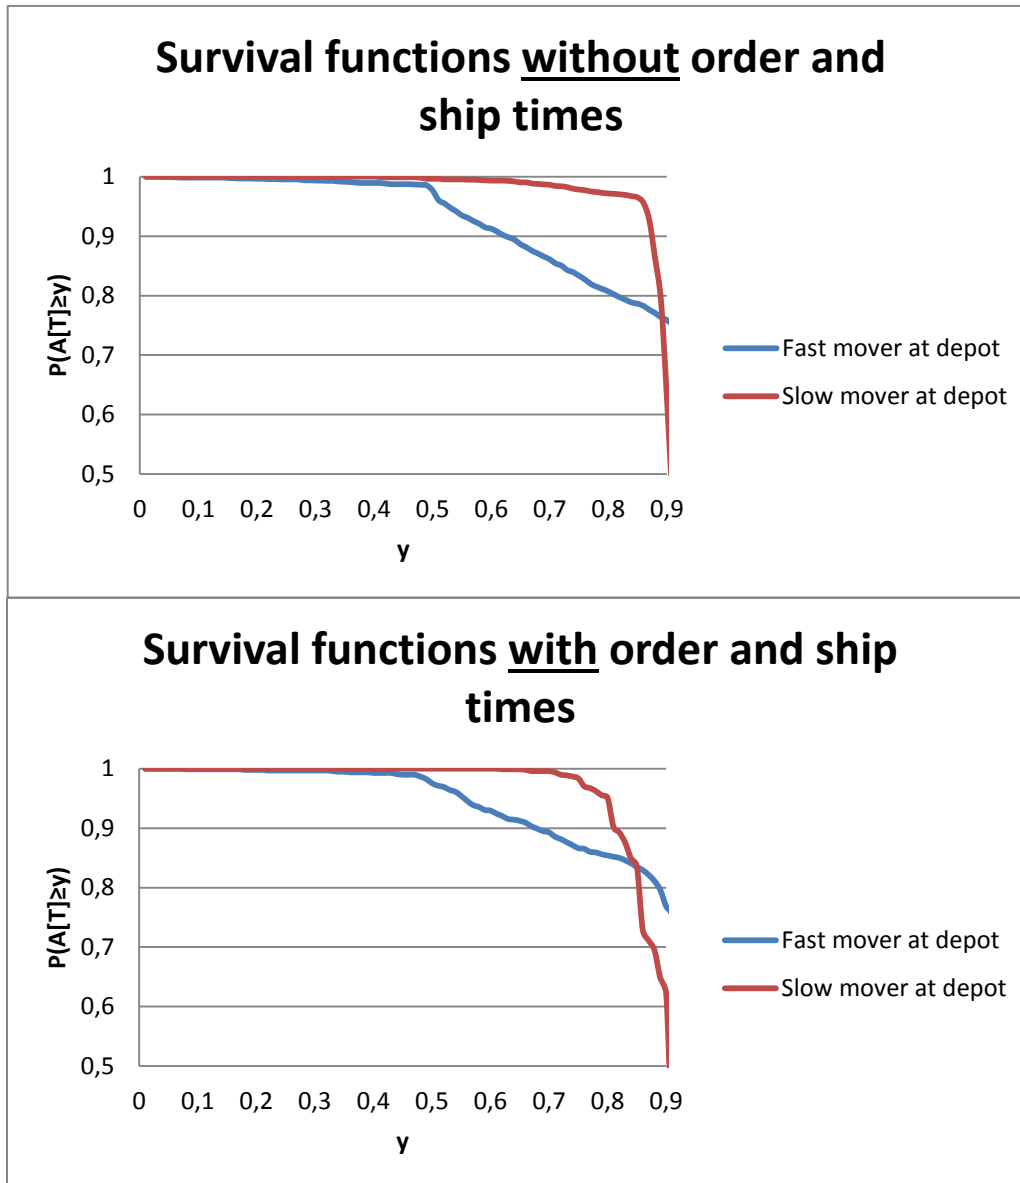 Survival functions without order and
ship times
1
0,9
0,8
0,7
0,6
0,5
P(A[T]≥y)
0 0,1 0,2 0,3 0,4 0,5 0,6 0,7 0,8 0,9
y
Fast mover at depot
Slow mover at depot
Survival functions with order and ship
times
1
0,9
0,8
0,7
0,6
0,5
P(A[T]≥y)
0 0,1 0,2 0,3 0,4 0,5 0,6 0,7 0,8 0,9
y
Fast mover at depot
Slow mover at depot